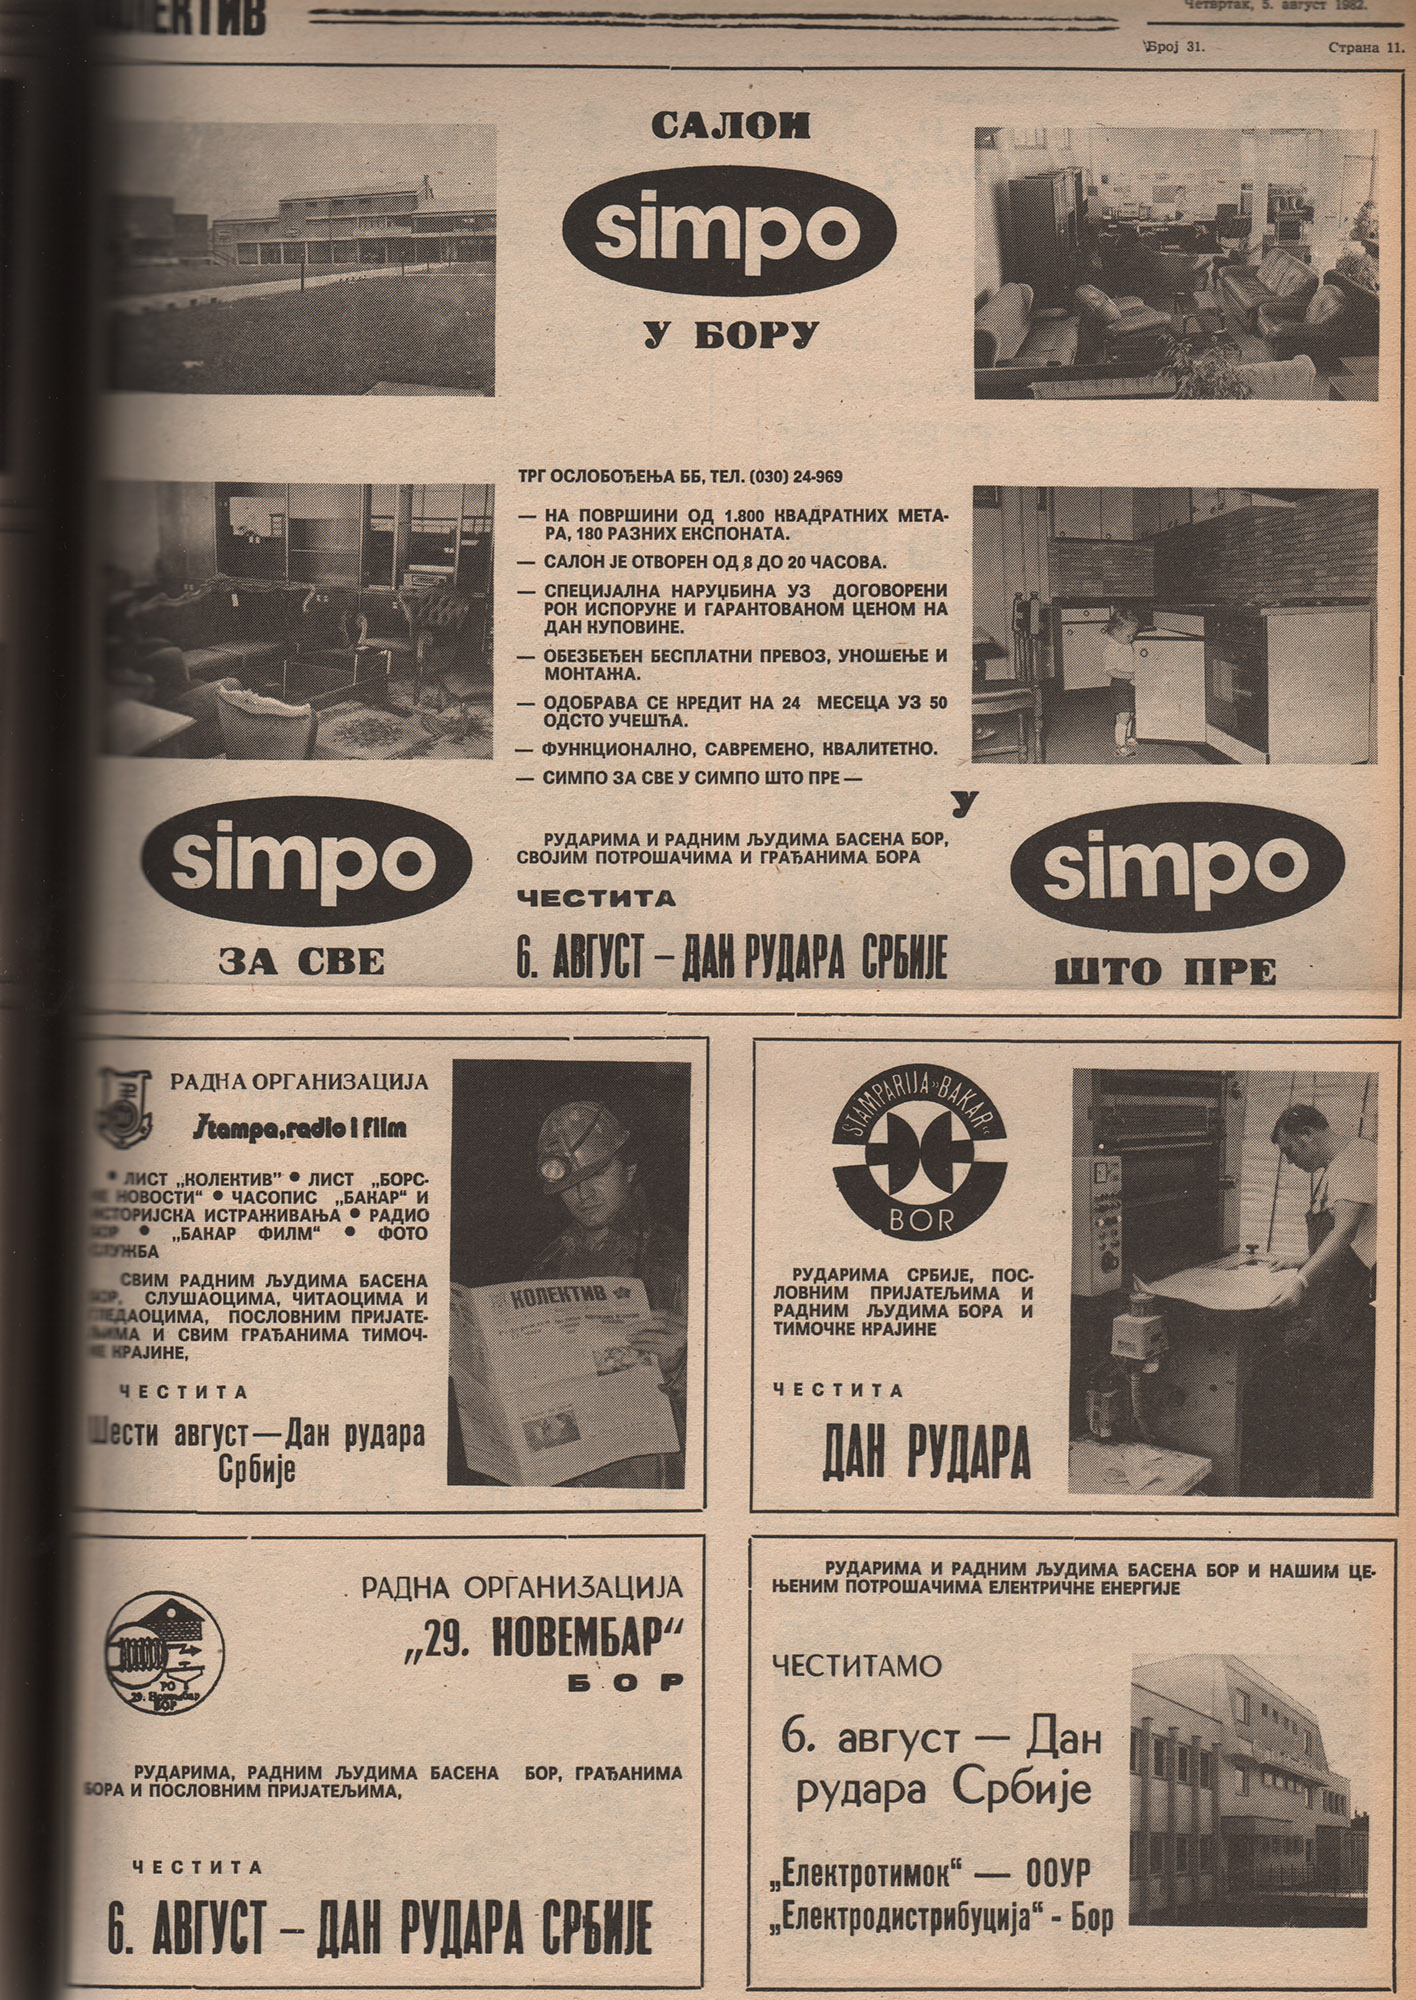 КОЛЕКТИВ
Четвртак, 5. август 1982.
Број 31.
Страна 11.
САЛОН
simpo
У БОРУ
ТРГ ОСЛОБОЂЕЊА ББ, ТЕЛ. (030) 24-969
— НА ПОВРШИНИ ОД 1.800 КВАДРАТНИХ МЕТА-
РА, 180 РАЗНИХ ЕКСПОНАТА.
— САЛОН ЈЕ ОТВОРЕН ОД 8 ДО 20 ЧАСОВА.
— СПЕЦИЈАЛНА НАРУЏБИНА УЗ ДОГОВОРЕНИ
РОК ИСПОРУКЕ И ГАРАНТОВАНОМ ЦЕНОМ НА
ДАН КУПОВИНЕ.
— ОБЕЗБЕЂЕН БЕСПЛАТНИ ПРЕВОЗ, УНОШЕЊЕ И
МОНТАЖА.
— ОДОБРАВА СЕ КРЕДИТ НА 24 МЕСЕЦА УЗ 50
ОДСТО УЧЕШЋА.
— ФУНКЦИОНАЛНО, САВРЕМЕНО, КВАЛИТЕТНО.
— СИМПО ЗА СВЕ У СИМПО ШТО ПРЕ —
simpo
ЗА СВЕ
РУДАРИМА И РАДНИМ ЉУДИМА БАСЕНА БОР,
СВОЈИМ ПОТРОШАЧИМА И ГРАЂАНИМА БОРА
ЧЕСТИТА
6. АВГУСТ – ДАН РУДАРА СРБИЈЕ
У
simpo
ШТО ПРЕ
РАДНА ОРГАНИЗАЦИЈА
Štampa, radio i film
● ЛИСТ „КОЛЕКТИВ” ● ЛИСТ „БОРС-
КЕ НОВОСТИ“ ● ЧАСОПИС „БАКАР“ И
ИСТОРИЈСКА ИСТРАЖИВАЊА ● РАДИО
БОР ● „БАКАР ФИЛМ“ ● ФОТО
СЛУЖБА
СВИМ РАДНИМ ЉУДИМА БАСЕНА
БОР, СЛУШАОЦИМА, ЧИТАОЦИМА И
ГЛЕДАОЦИМА, ПОСЛОВНИМ ПРИЈАТЕ-
ЉИМА И СВИМ ГРАЂАНИМА ТИМОЧ-
КЕ КРАЈИНЕ,
ЧЕСТИТА
Шести август—Дан рудара
Србије
КОЛЕКТИВ
STAMPARIJA »BAKAR«
BOR
РУДАРИМА СРБИЈЕ, ПОС-
ЛОВНИМ ПРИЈАТЕЉИМА И
РАДНИМ ЉУДИМА БОРА И
ТИМОЧКЕ КРАЈИНЕ
ЧЕСТИТА
ДАН РУДАРА
РАДНА ОРГАНИЗАЦИЈА
„29. НОВЕМБАР“
БОР
РО
29. Новембар
БОР
РУДАРИМА, РАДНИМ ЉУДИМА БАСЕНА БОР, ГРАЂАНИМА
БОРА И ПОСЛОВНИМ ПРИЈАТЕЉИМА,
ЧЕСТИТА
6. АВГУСТ – ДАН РУДАРА СРБИЈЕ
РУДАРИМА И РАДНИМ ЉУДИМА БАСЕНА БОР И НАШИМ ЦЕ-
ЊЕНИМ ПОТРОШАЧИМА ЕЛЕКТРИЧНЕ ЕНЕРГИЈЕ
ЧЕСТИТАМО
6. август — Дан
рудара Србије
„Електротимок“ — ООУР
„Електродистрибуција“ - Бор